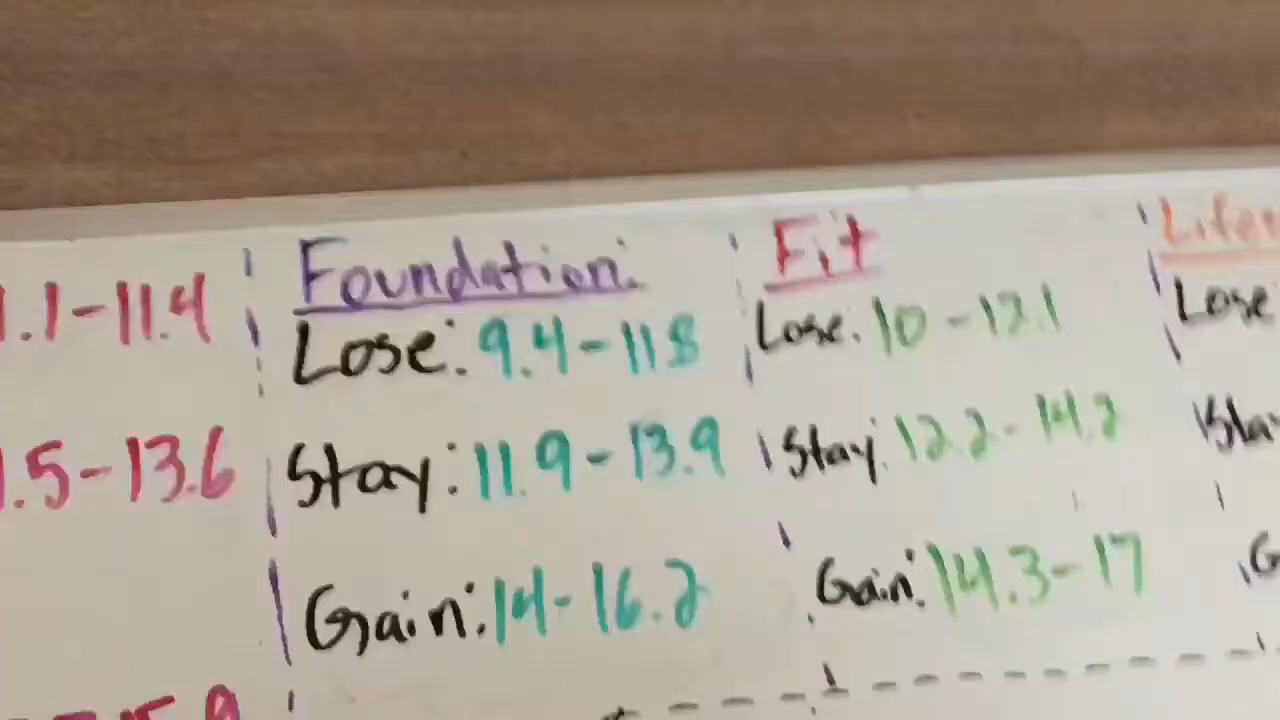 .1-11.4
.5-13.6
Foundation:
Lose: 9.4-11.8
Stay: 11.9-13.9
Gain: 14-16.2
Fit
Lose: 10-12.1
Stay: 12.2-14.2
Gain: 14.3-17
Lose